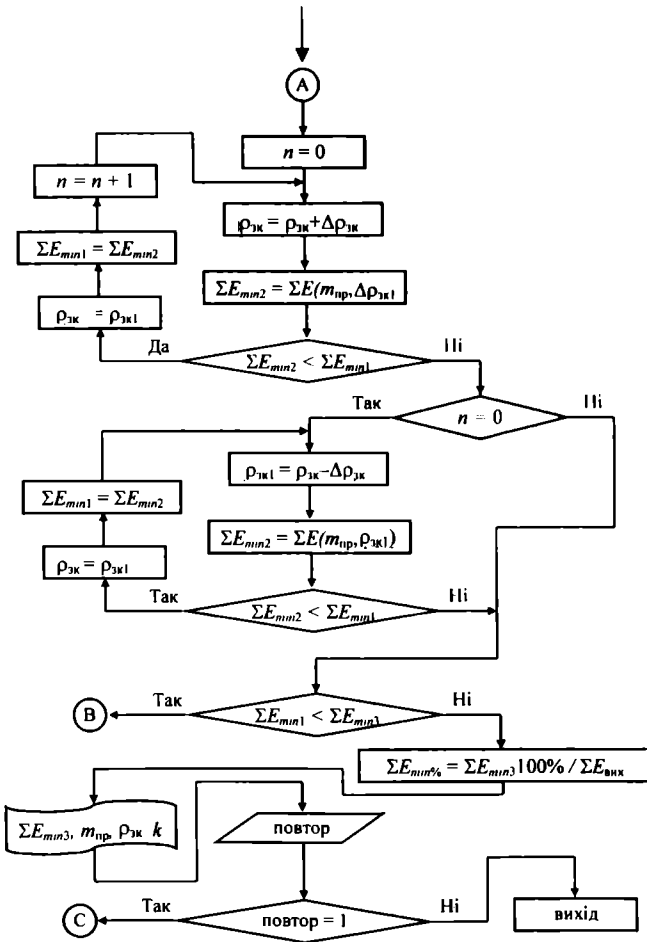 A
n = 0
n = n + 1
ρзк = ρзк+Δρзк
ΣEmin1 = ΣEmin2
ΣEmin2 = ΣE(mпр, Δρзк1
ρзк = ρзк1
Да
ΣEmin2 < ΣEmin1
Ні
Так
n = 0
Ні
ρзк1 = ρзк–Δρзк
ΣEmin1 = ΣEmin2
ΣEmin2 = ΣE(mпр, ρзк1)
ρзк = ρзк1
Так
ΣEmin2 < ΣEmin1
Ні
B
Так
ΣEmin1 < ΣEmin3
Ні
ΣEmin% = ΣEmin3 100% / ΣEвих
ΣEmin3, mпр, ρзк k
повтор
C
Так
повтор = 1
Ні
вихід